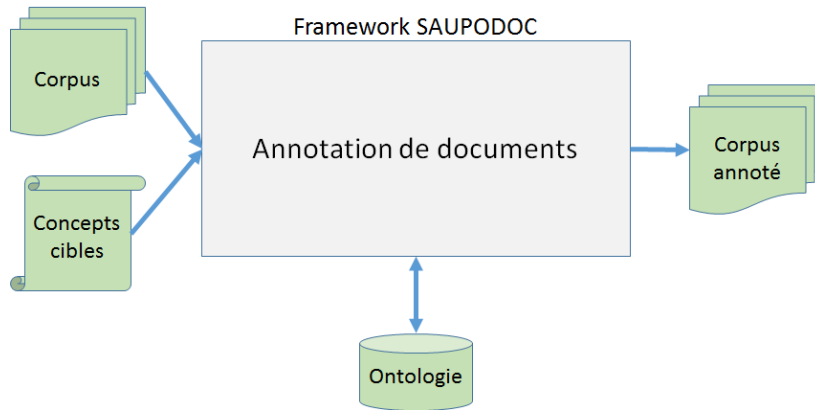 Framework SAUPODOC
Corpus
Annotation de documents
Corpus
annoté
Concepts
cibles
Ontologie